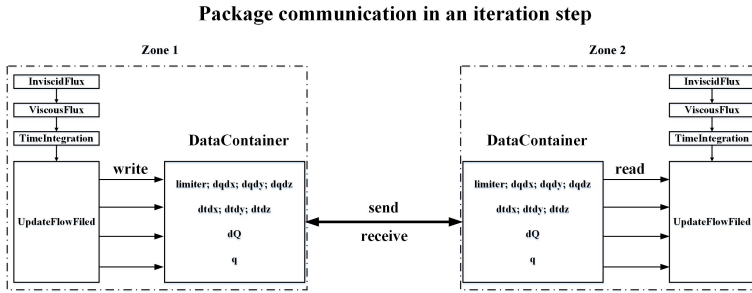 Package communication in an iteration step
Zone 1
InviscidFlux
ViscousFlux
TimeIntegration
UpdateFlowFiled
write
DataContainer
limiter; dqdx; dqdy; dqdz
dtdx; dtdy; dtdz
dQ
q
send
receive
Zone 2
DataContainer
limiter; dqdx; dqdy; dqdz
dtdx; dtdy; dtdz
dQ
q
read
InviscidFlux
ViscousFlux
TimeIntegration
UpdateFlowFiled